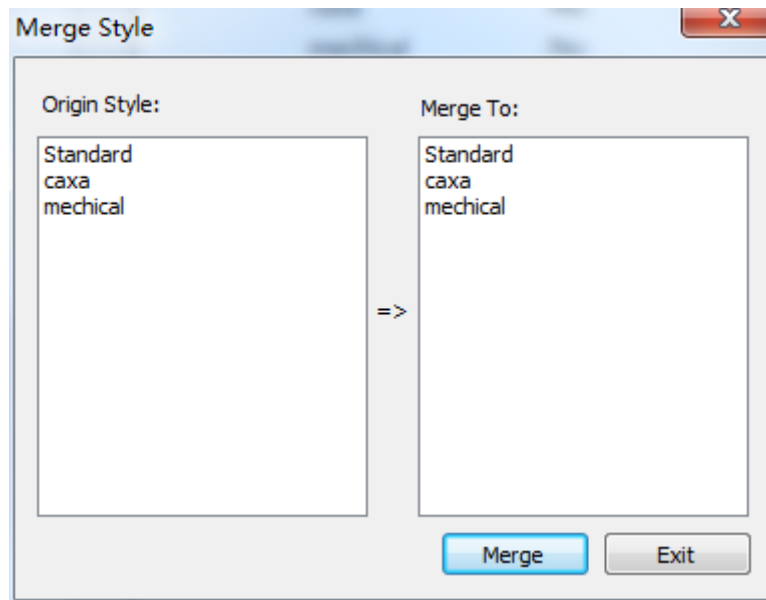 Merge Style
Origin Style:
Merge To:
Standard
caxa
mechical
Standard
caxa
mechical
=>
Merge
Exit